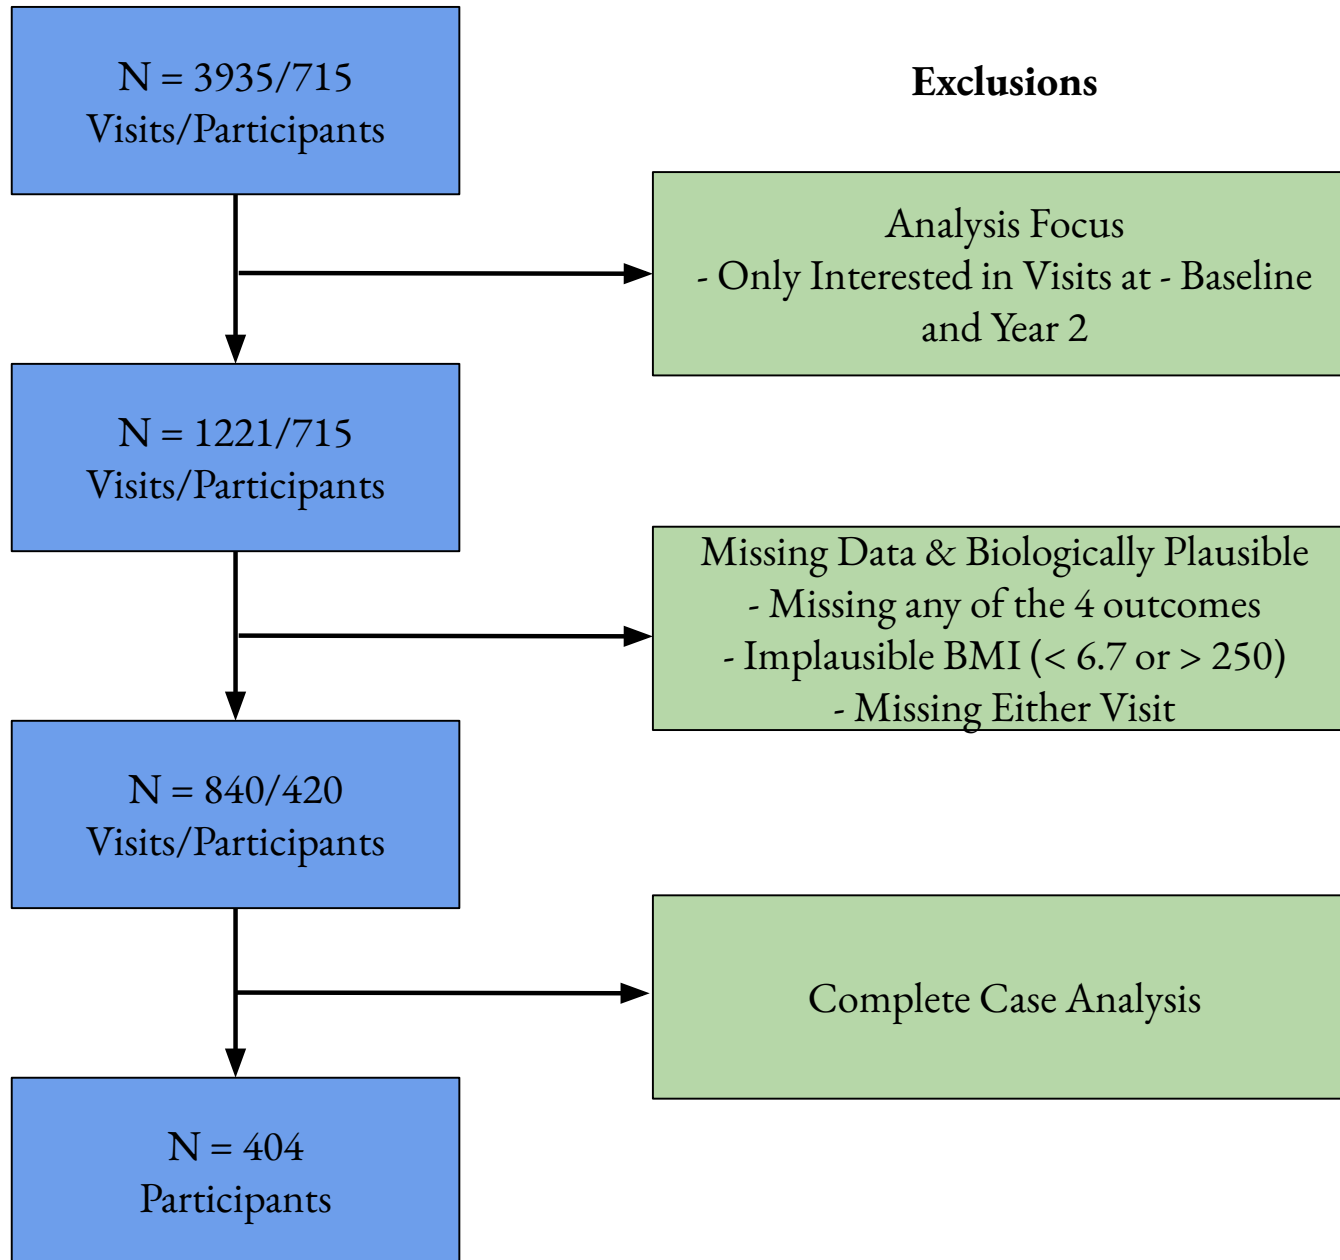 N = 3935/715
Visits/Participants
Exclusions
Analysis Focus
- Only Interested in Visits at - Baseline
and Year 2
N = 1221/715
Visits/Participants
Missing Data & Biologically Plausible
- Missing any of the 4 outcomes
- Implausible BMI (< 6.7 or > 250)
- Missing Either Visit
N = 840/420
Visits/Participants
Complete Case Analysis
N = 404
Participants